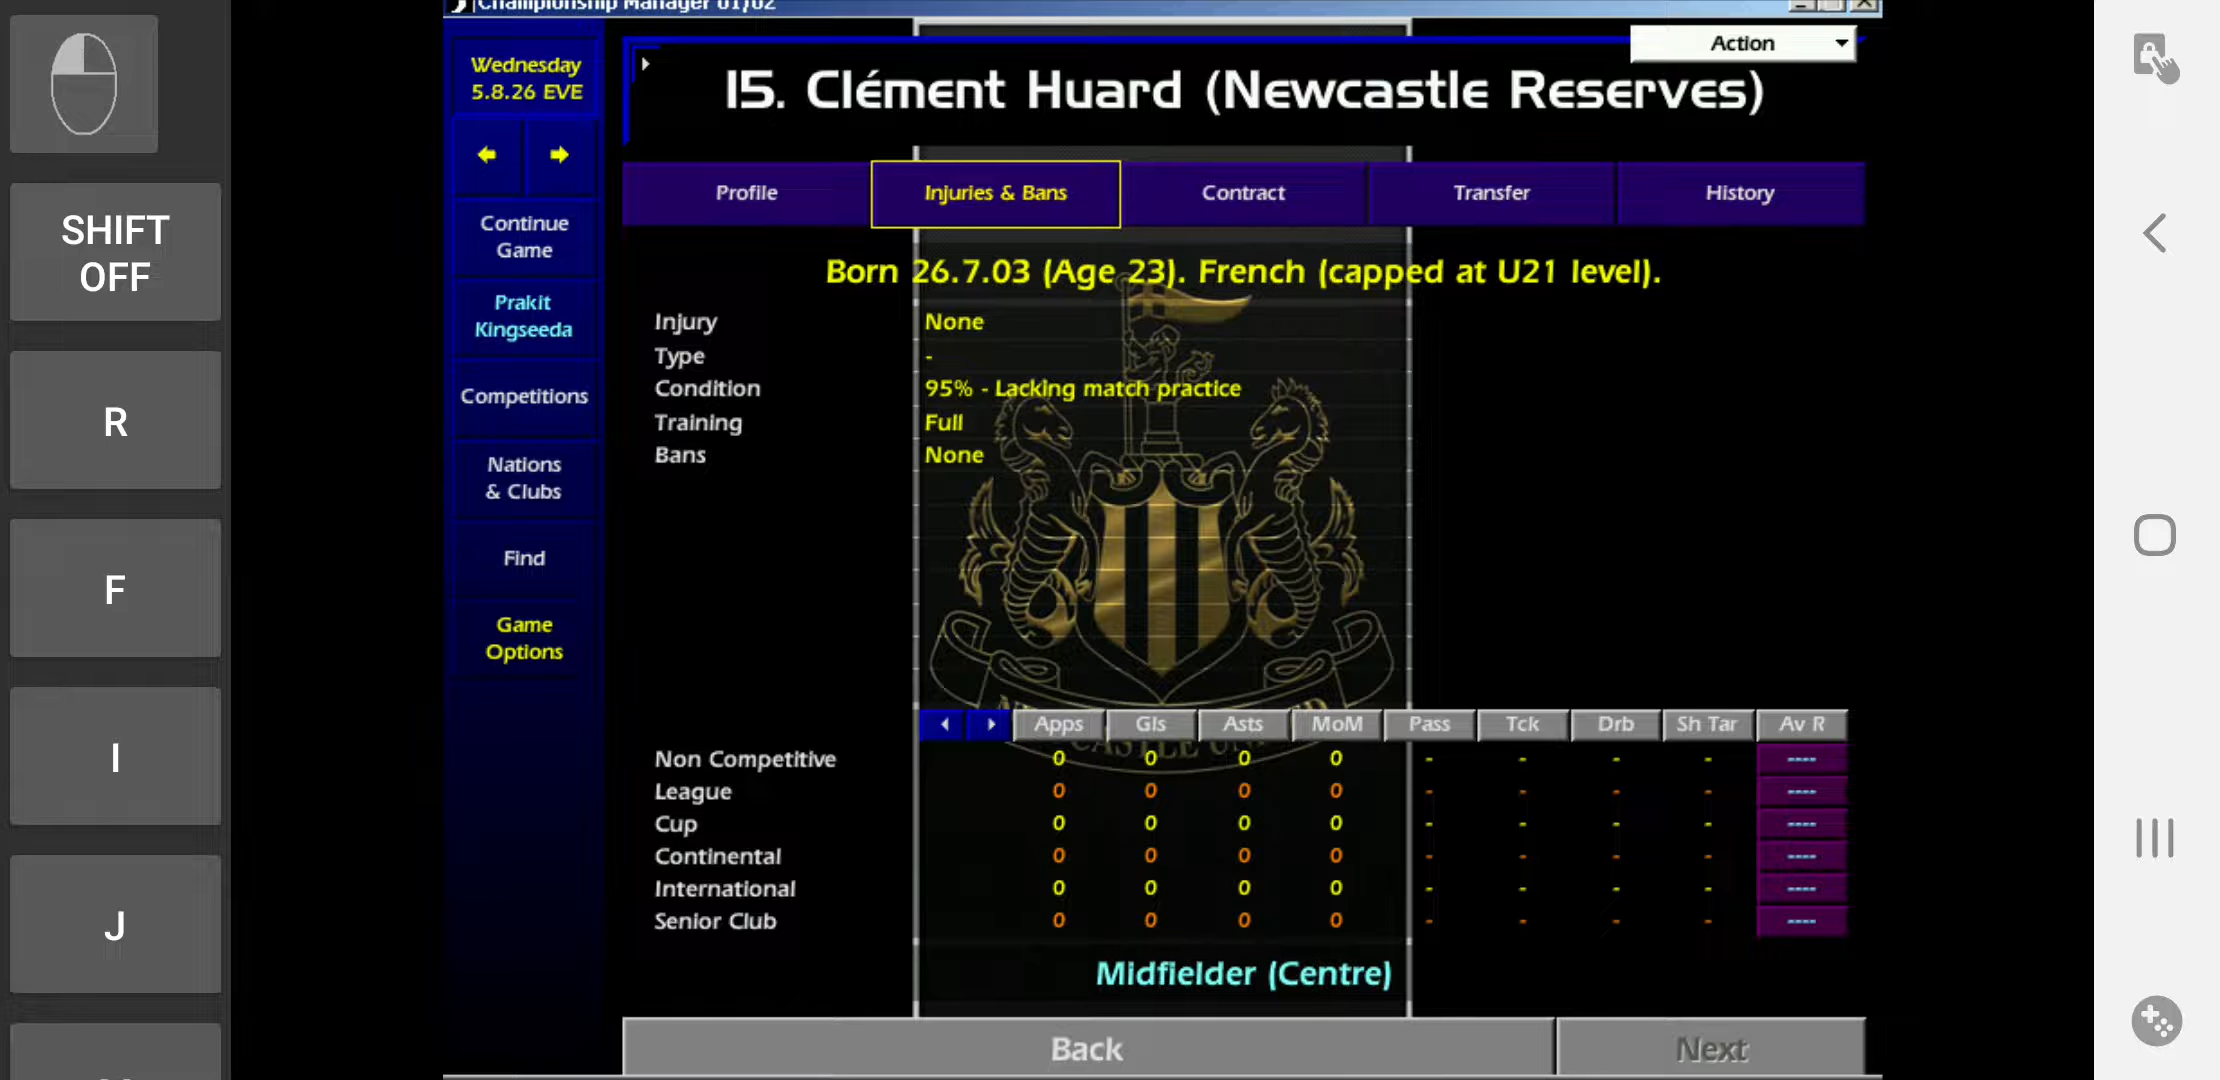 Championship Manager 01/02
SHIFT
OFF
R
F
I
J
Wednesday
5.8.26 EVE
Continue
Game
Prakit
Kingseeda
Competitions
Nations
& Clubs
Find
Game
Options
Action
15. Clément Huard (Newcastle Reserves)
Profile Injuries & Bans Contract Transfer History
Born 26.7.03 (Age 23). French (capped at U21 level).
Injury None
Type -
Condition 95% - Lacking match practice
Training Full
Bans None
Apps Gls Asts MoM Pass Tck Drb Sh Tar Av R
Non Competitive 0 0 0 0 - - - - ----
League 0 0 0 0 - - - - ----
Cup 0 0 0 0 - - - - ----
Continental 0 0 0 0 - - - - ----
International 0 0 0 0 - - - - ----
Senior Club 0 0 0 0 - - - - ----
Midfielder (Centre)
Back Next